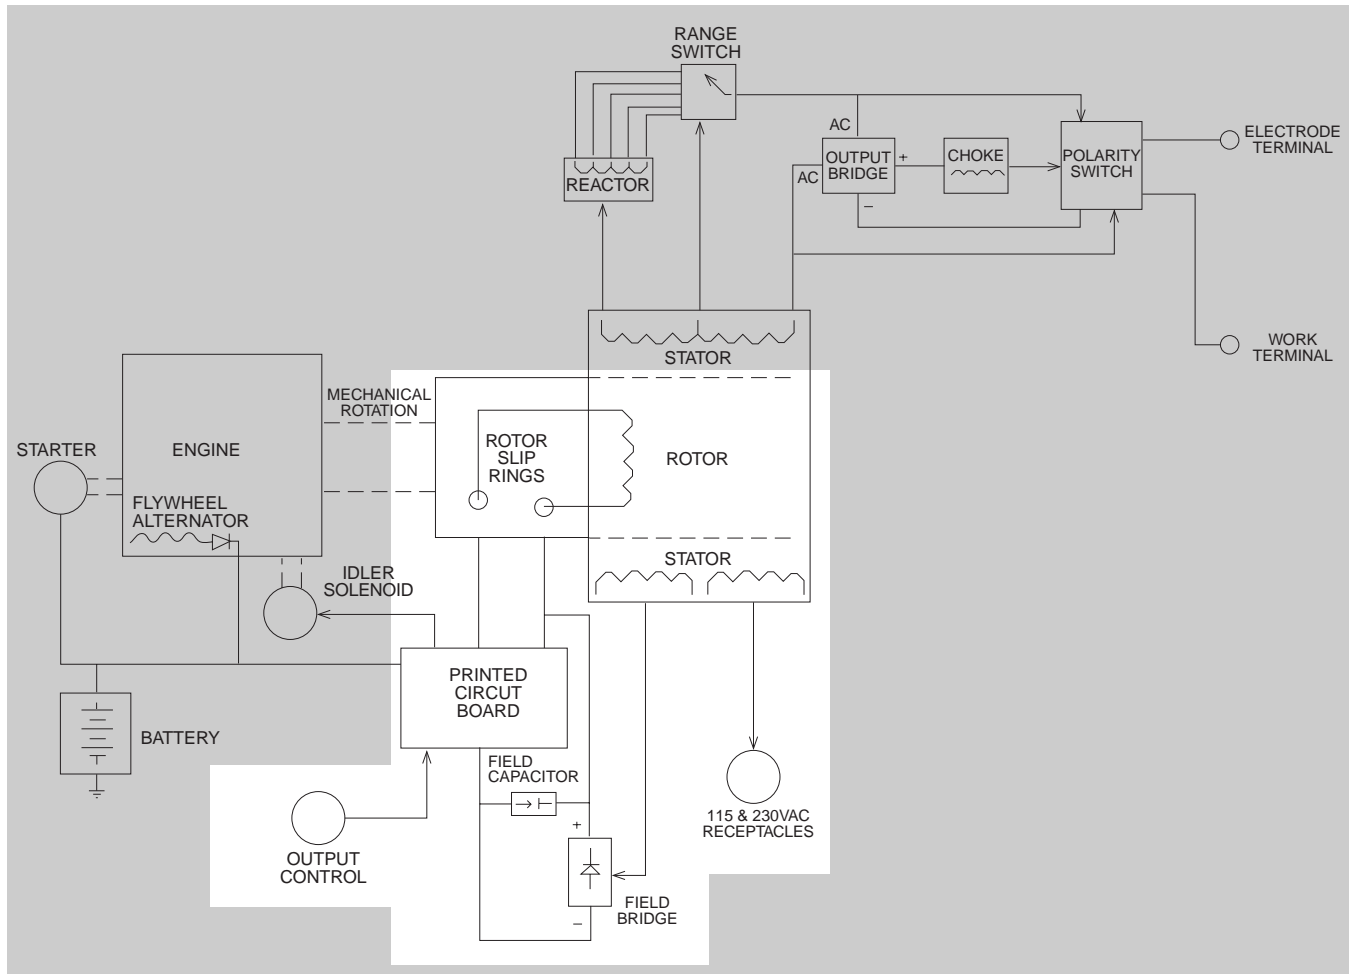 RANGE
SWITCH
AC
OUTPUT
BRIDGE
+
AC
–
CHOKE
POLARITY
SWITCH
ELECTRODE
TERMINAL
REACTOR
WORK
TERMINAL
STATOR
MECHANICAL
ROTATION
STARTER
ENGINE
ROTOR
SLIP
RINGS
ROTOR
FLYWHEEL
ALTERNATOR
STATOR
IDLER
SOLENOID
PRINTED
CIRCUT
BOARD
BATTERY
FIELD
CAPACITOR
115 & 230VAC
RECEPTACLES
+
OUTPUT
CONTROL
FIELD
BRIDGE
–